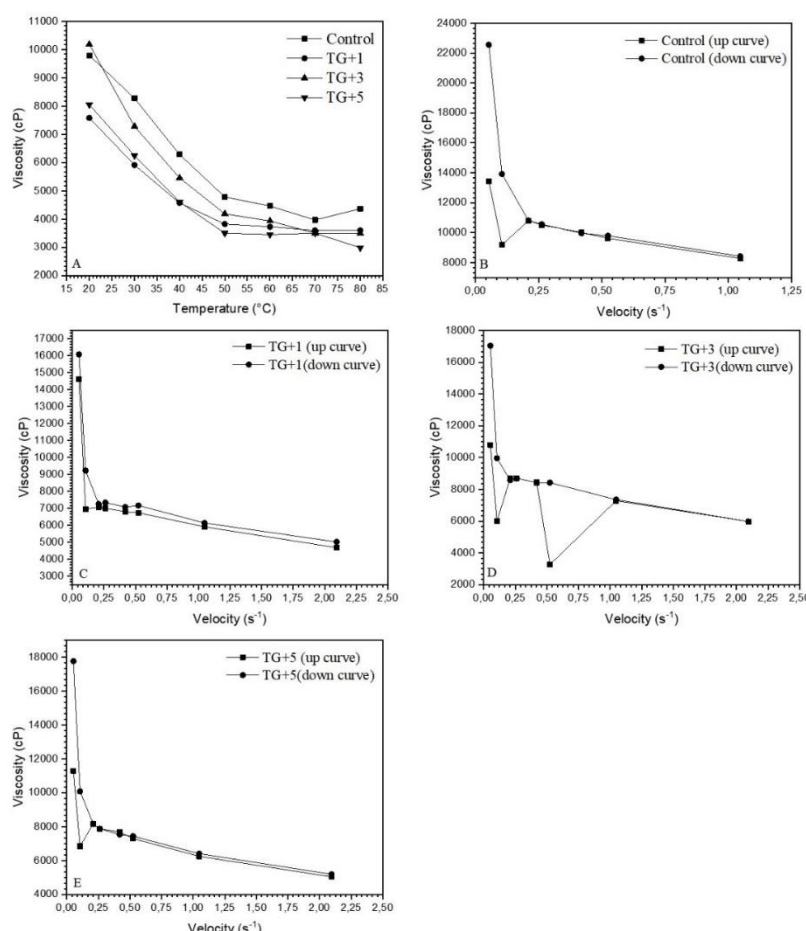 11000
10000
9000
8000
7000
6000
5000
4000
3000
2000
Viscosity (cP)
Control
TG+1
TG+3
TG+5
A
15 20 25 30 35 40 45 50 55 60 65 70 75 80 85
Temperature (°C)
24000
22000
20000
18000
16000
14000
12000
10000
8000
Viscosity (cP)
Control (up curve)
Control (down curve)
B
0,00 0,25 0,50 0,75 1,00 1,25
Velocity (s⁻¹)
17000
16000
15000
14000
13000
12000
11000
10000
9000
8000
7000
6000
5000
4000
3000
Viscosity (cP)
TG+1 (up curve)
TG+1(down curve)
C
0,00 0,25 0,50 0,75 1,00 1,25 1,50 1,75 2,00 2,25 2,50
Velocity (s⁻¹)
18000
16000
14000
12000
10000
8000
6000
4000
2000
Viscosity (cP)
TG+3 (up curve)
TG+3(down curve)
D
0,00 0,25 0,50 0,75 1,00 1,25 1,50 1,75 2,00 2,25 2,50
Velocity (s⁻¹)
18000
16000
14000
12000
10000
8000
6000
4000
Viscosity (cP)
TG+5 (up curve)
TG+5(down curve)
E
0,00 0,25 0,50 0,75 1,00 1,25 1,50 1,75 2,00 2,25 2,50
Velocity (s⁻¹)